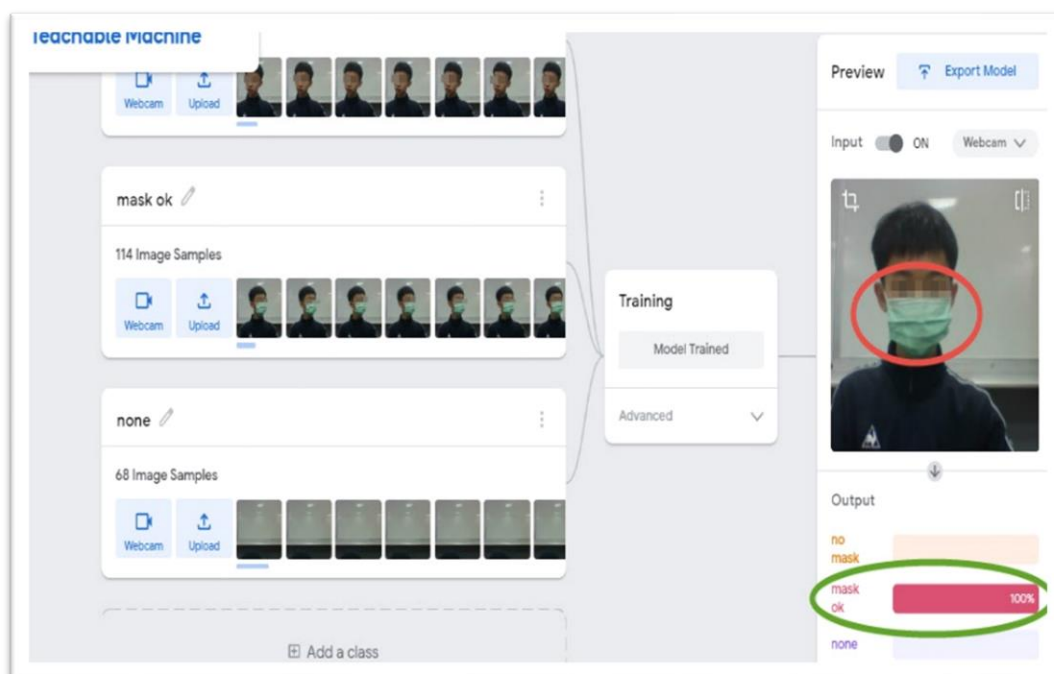 Teachable Machine
Webcam
Upload
mask ok
114 Image Samples
Webcam
Upload
none
68 Image Samples
Webcam
Upload
Add a class
Training
Model Trained
Advanced
Preview
Export Model
Input
ON
Webcam
Output
no
mask
mask
ok
100%
none